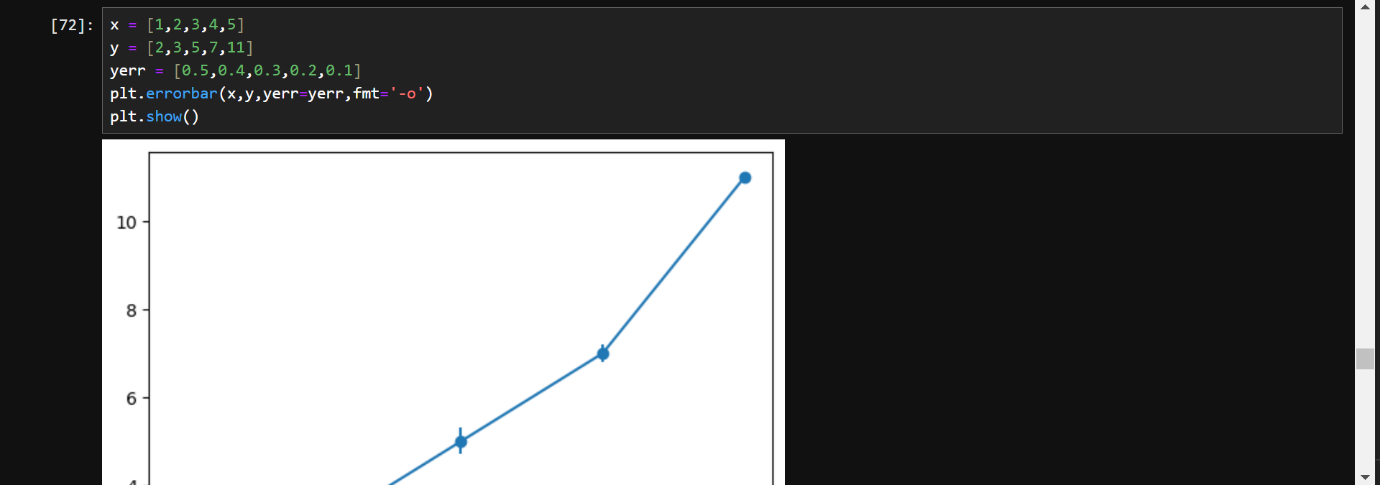 [72]: x = [1,2,3,4,5]
y = [2,3,5,7,11]
yerr = [0.5,0.4,0.3,0.2,0.1]
plt.errorbar(x,y,yerr=yerr,fmt='-o')
plt.show()
10
8
6
4